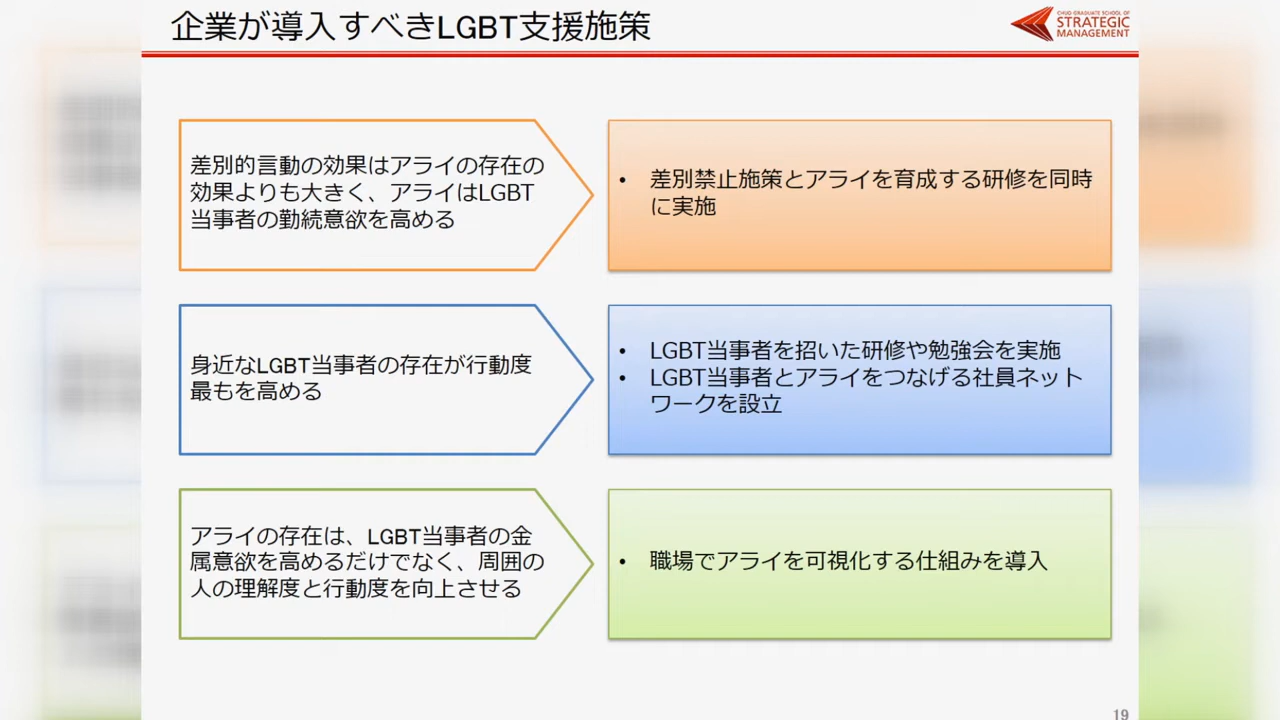 企業が導入すべきLGBT支援施策
CHUO GRADUATE SCHOOL OF
STRATEGIC
MANAGEMENT
差別的言動の効果はアライの存在の
効果よりも大きく、アライはLGBT
当事者の勤続意欲を高める
• 差別禁止施策とアライを育成する研修を同時
に実施
身近なLGBT当事者の存在が行動度
最もを高める
• LGBT当事者を招いた研修や勉強会を実施
• LGBT当事者とアライをつなげる社員ネット
ワークを設立
アライの存在は、LGBT当事者の金
属意欲を高めるだけでなく、周囲の
人の理解度と行動度を向上させる
• 職場でアライを可視化する仕組みを導入
19